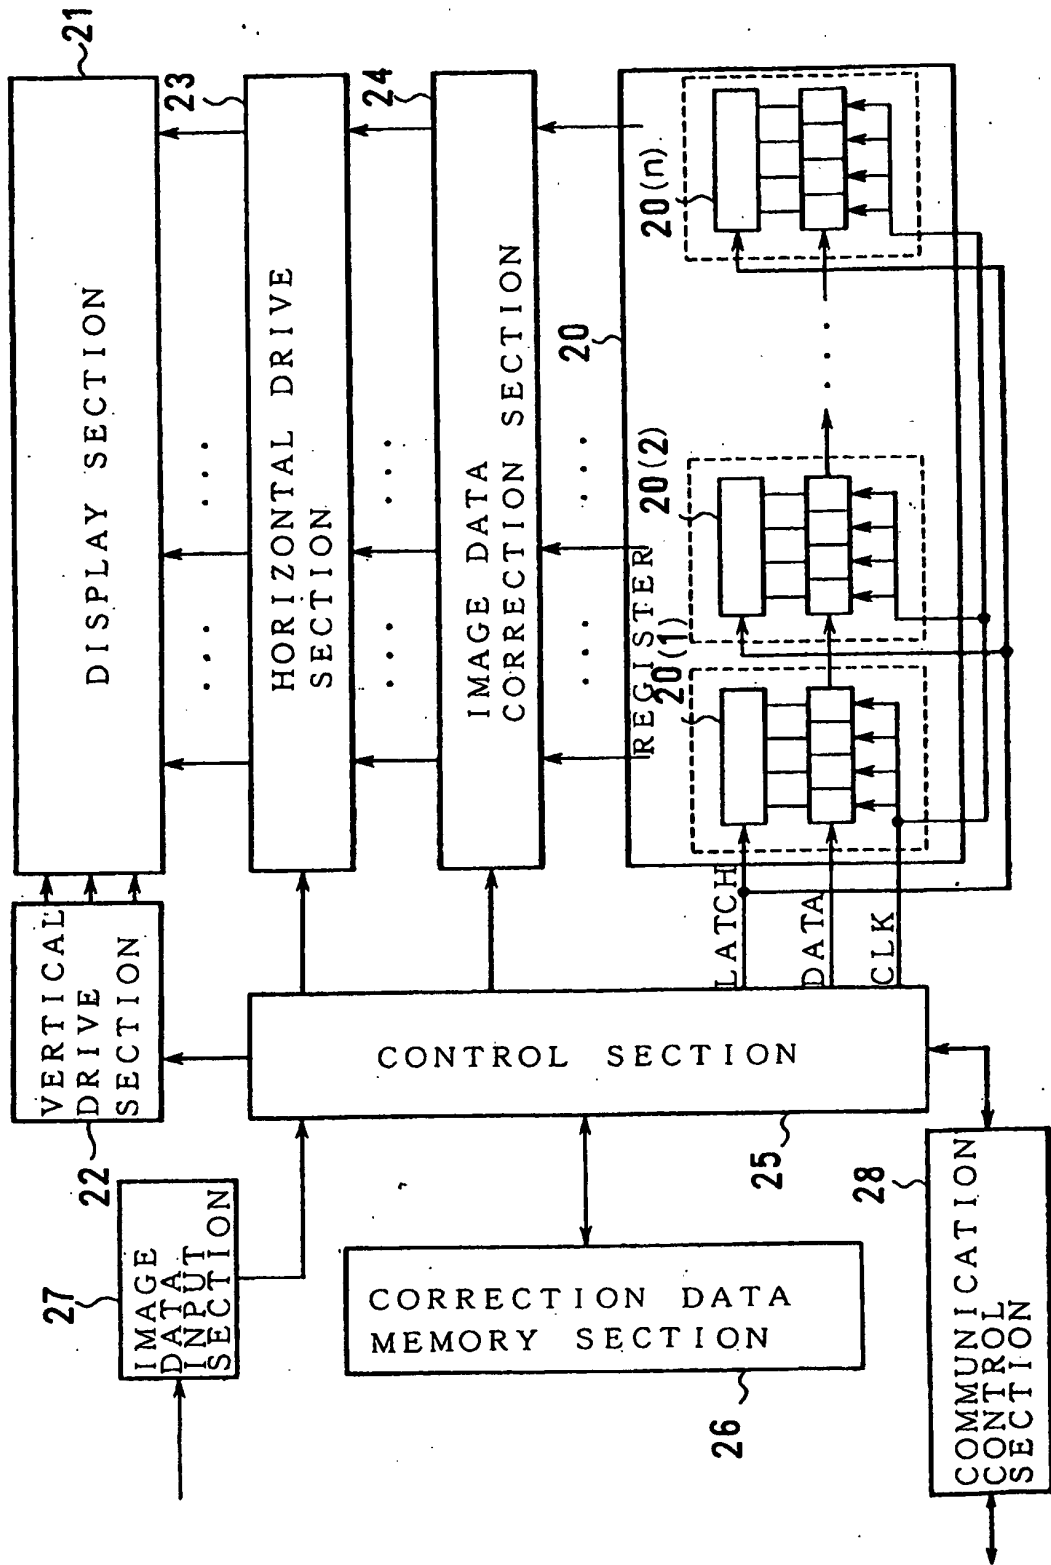 21
DISPLAY SECTION
VERTICAL
DRIVE
SECTION
22
23
HORIZONTAL DRIVE
SECTION
24
IMAGE DATA
CORRECTION SECTION
27
IMAGE
DATA
INPUT
SECTION
CONTROL SECTION
25
CORRECTION DATA
MEMORY SECTION
26
20
REGISTER
20(1)
20(2)
20(n)
LATCH
DATA
CLK
28
COMMUNICATION
CONTROL
SECTION